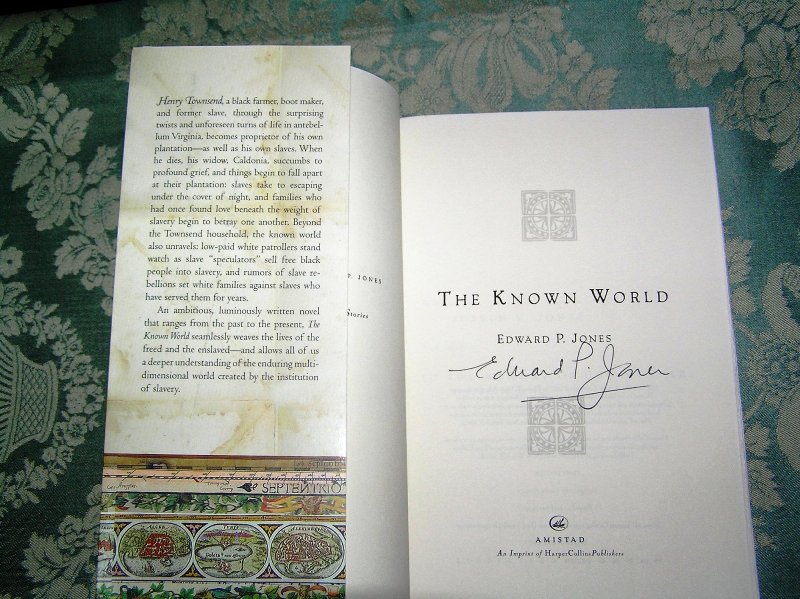 Henry Townsend, a black farmer, boot maker,
and former slave, through the surprising
twists and unforeseen turns of life in antebel-
lum Virginia, becomes proprietor of his own
plantation—as well as his own slaves. When
he dies, his widow, Caldonia, succumbs to
profound grief, and things begin to fall apart
at their plantation: slaves take to escaping
under the cover of night, and families who
had once found love beneath the weight of
slavery begin to betray one another. Beyond
the Townsend household, the known world
also unravels: low-paid white patrollers stand
watch as slave "speculators" sell free black
people into slavery, and rumors of slave re-
bellions set white families against slaves who
have served them for years.
An ambitious, luminously written novel
that ranges from the past to the present, The
Known World seamlessly weaves the lives of the
freed and the enslaved—and allows all of us
a deeper understanding of the enduring multi-
dimensional world created by the institution
of slavery.
SEPTENTRIO
P. JONES
Stories
THE KNOWN WORLD
EDWARD P. JONES
Edward P. Jones
AMISTAD
An Imprint of HarperCollinsPublishers